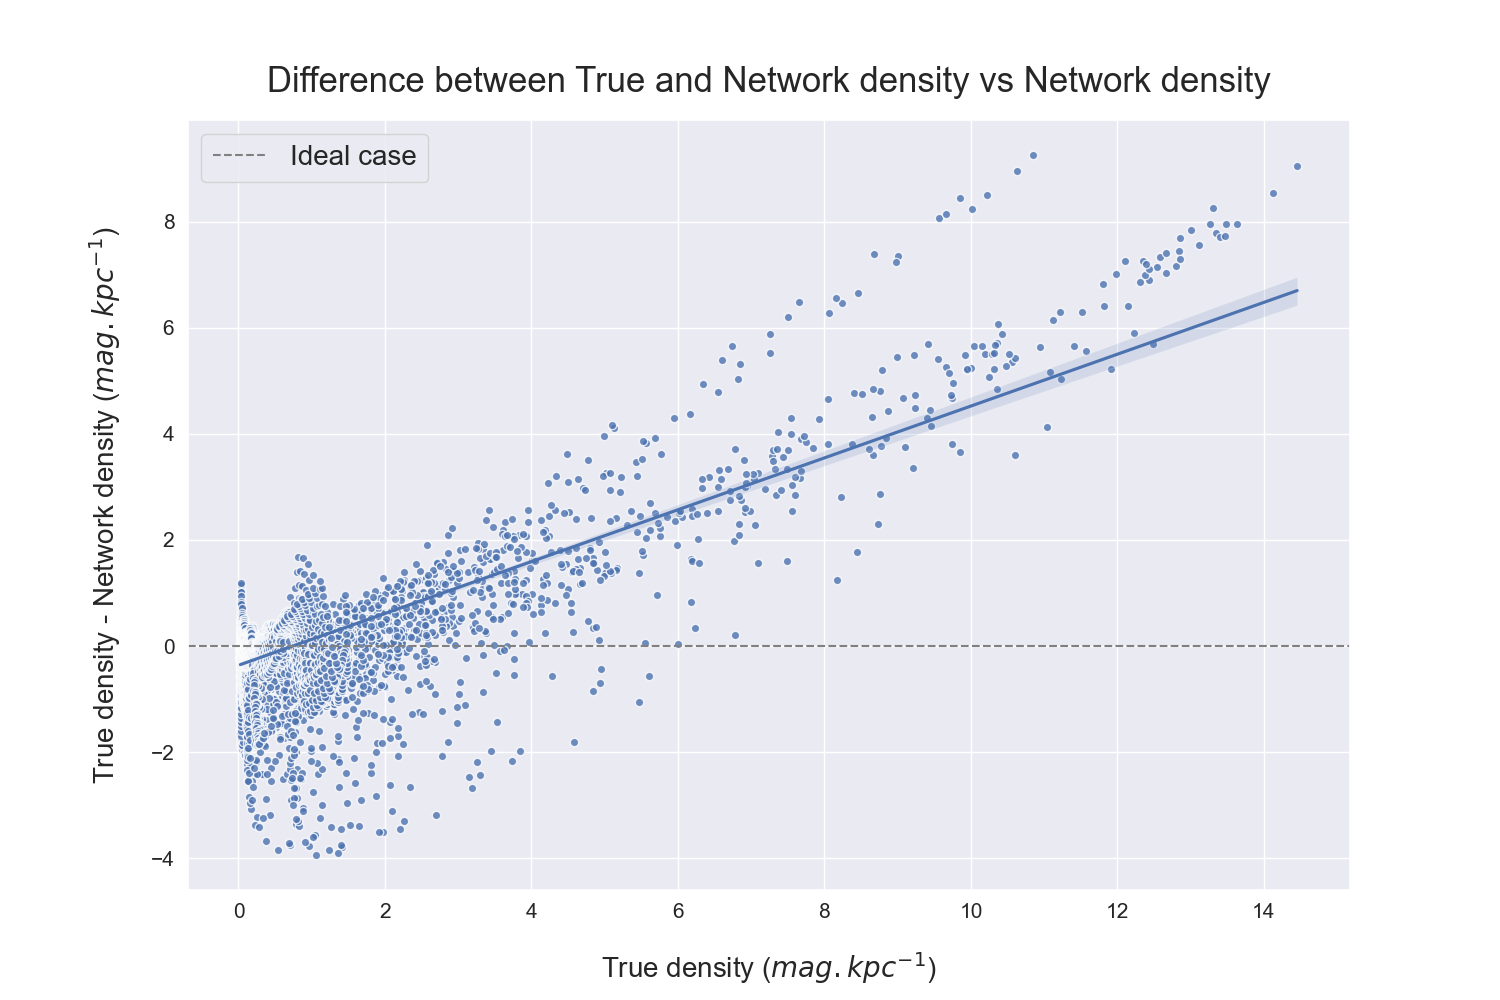 Difference between True and Network density vs Network density
Ideal case
True density - Network density (mag. kpc⁻¹)
8
6
4
2
0
−2
−4
0 2 4 6 8 10 12 14
True density (mag. kpc⁻¹)